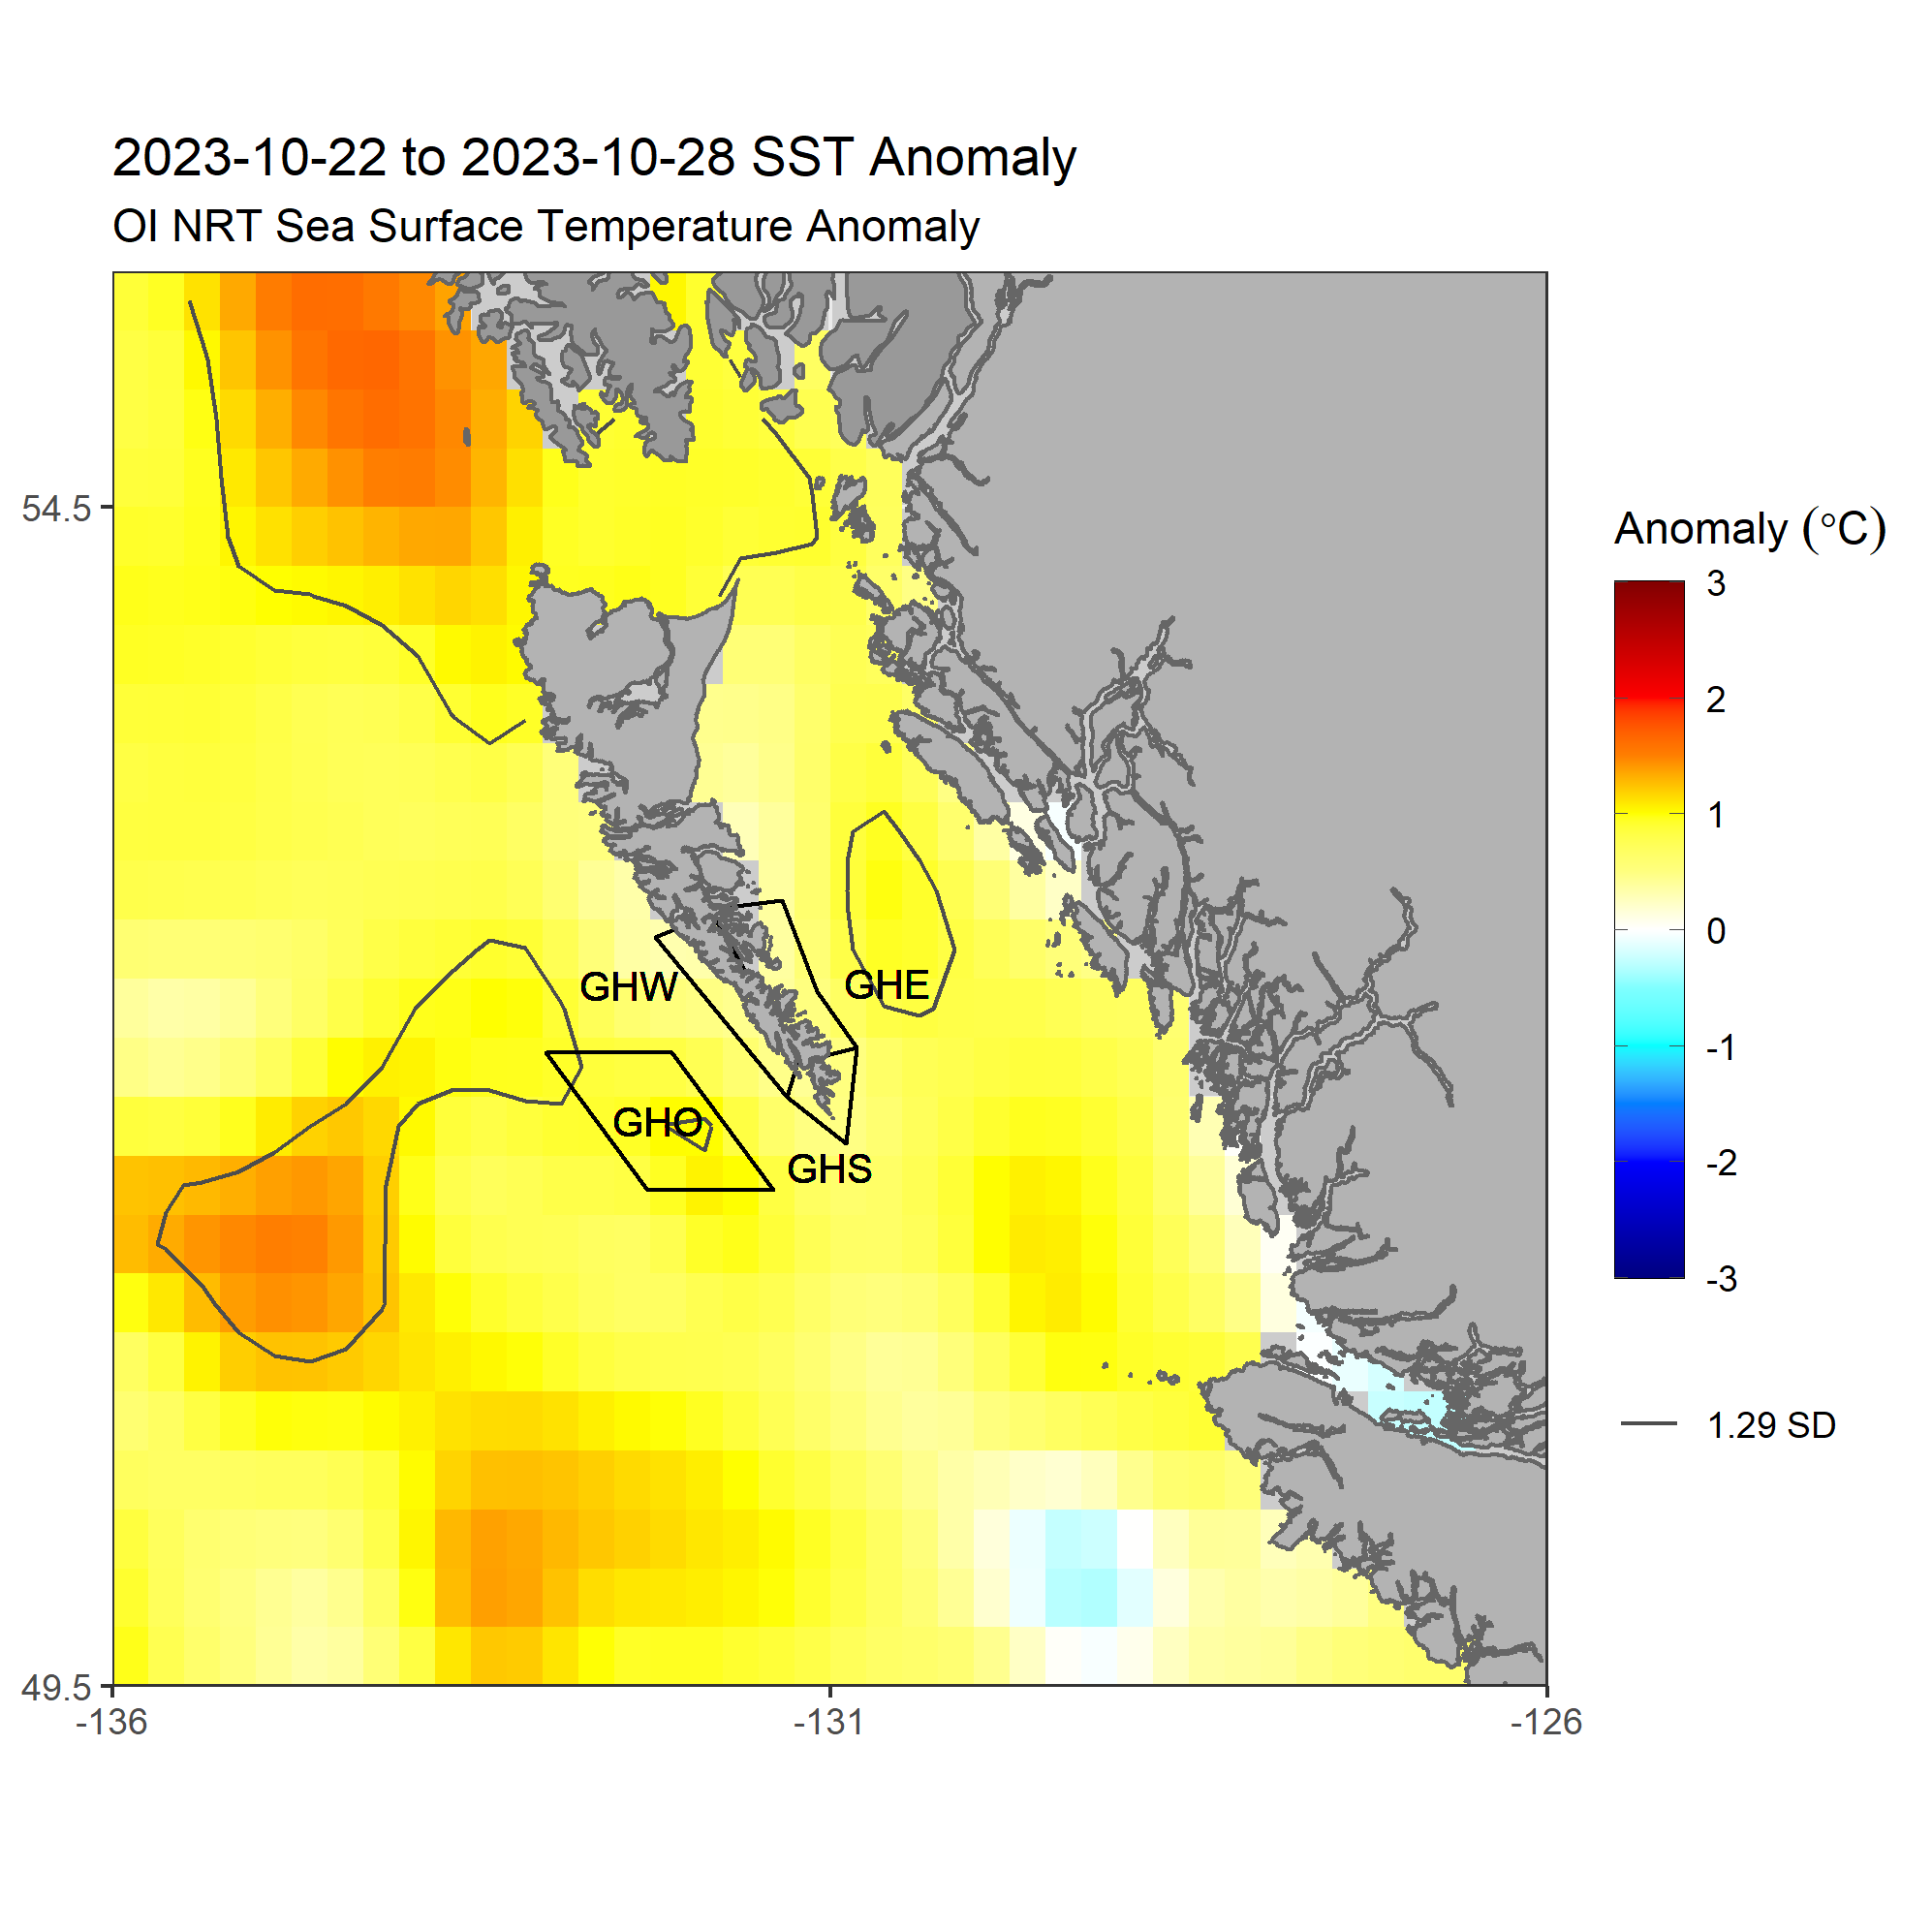 2023-10-22 to 2023-10-28 SST Anomaly
OI NRT Sea Surface Temperature Anomaly
54.5
49.5
-136
-131
-126
GHW
GHE
GHO
GHS
Anomaly (°C)
3
2
1
0
-1
-2
-3
1.29 SD